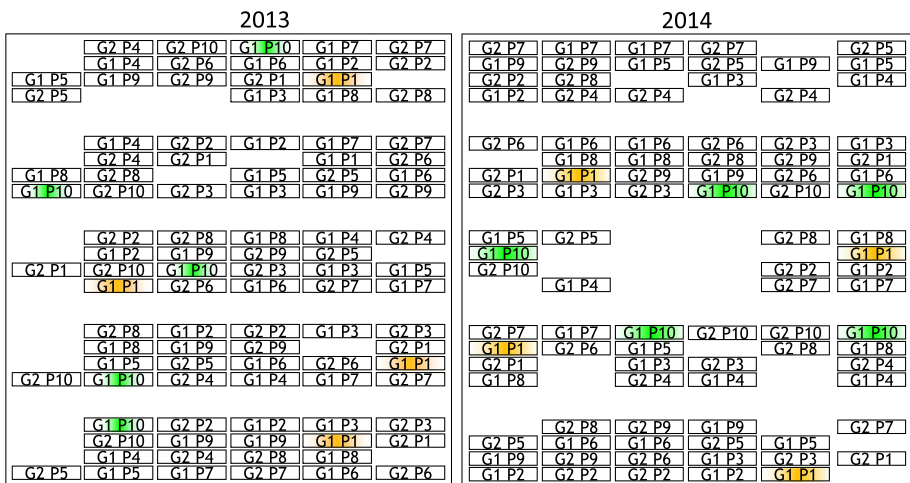 2013 2014
G2 P4 G2 P10 G1 P10 G1 P7 G2 P7 G2 P7 G1 P7 G1 P7 G2 P7 G2 P5
G1 P4 G2 P6 G1 P6 G1 P2 G2 P2 G1 P9 G2 P9 G1 P5 G2 P5 G1 P9 G1 P5
G1 P5 G1 P9 G2 P9 G2 P1 G1 P1 G2 P2 G2 P8 G1 P3 G1 P4
G2 P5 G1 P3 G1 P8 G2 P8 G1 P2 G2 P4 G2 P4 G2 P4
G1 P4 G2 P2 G1 P2 G1 P7 G2 P7 G2 P6 G1 P6 G1 P6 G2 P6 G2 P3 G1 P3
G2 P4 G2 P1 G1 P1 G2 P6 G1 P8 G1 P8 G2 P8 G2 P9 G2 P1
G1 P8 G2 P8 G1 P5 G2 P5 G1 P6 G2 P1 G1 P1 G2 P9 G1 P9 G2 P6 G1 P6
G1 P10 G2 P10 G2 P3 G1 P3 G1 P9 G2 P9 G2 P3 G1 P3 G2 P3 G1 P10 G2 P10 G1 P10
G2 P2 G2 P8 G1 P8 G1 P4 G2 P4 G1 P5 G2 P5 G2 P8 G1 P8
G1 P2 G1 P9 G2 P9 G2 P5 G1 P10 G1 P1
G2 P1 G2 P10 G1 P10 G2 P3 G1 P3 G1 P5 G2 P10 G2 P2 G1 P2
G1 P1 G2 P6 G1 P6 G2 P7 G1 P7 G1 P4 G2 P7 G1 P7
G2 P8 G1 P2 G2 P2 G1 P3 G2 P3 G2 P7 G1 P7 G1 P10 G2 P10 G2 P10 G1 P10
G1 P8 G1 P9 G2 P9 G2 P1 G1 P1 G2 P6 G1 P5 G2 P8 G1 P8
G1 P5 G2 P5 G1 P6 G2 P6 G1 P1 G2 P1 G1 P3 G2 P3 G2 P4
G2 P10 G1 P10 G2 P4 G1 P4 G1 P7 G2 P7 G1 P8 G2 P4 G1 P4 G1 P4
G1 P10 G2 P2 G1 P2 G1 P3 G2 P3 G2 P8 G1 P9 G1 P9 G2 P7
G2 P10 G1 P9 G1 P9 G1 P1 G2 P1 G2 P5 G1 P6 G1 P6 G2 P5 G1 P5
G1 P4 G2 P4 G2 P8 G1 P8 G1 P9 G2 P9 G2 P6 G1 P3 G2 P3 G2 P1
G2 P5 G1 P5 G1 P7 G2 P7 G1 P6 G2 P6 G1 P2 G2 P2 G2 P2 G1 P2 G1 P1